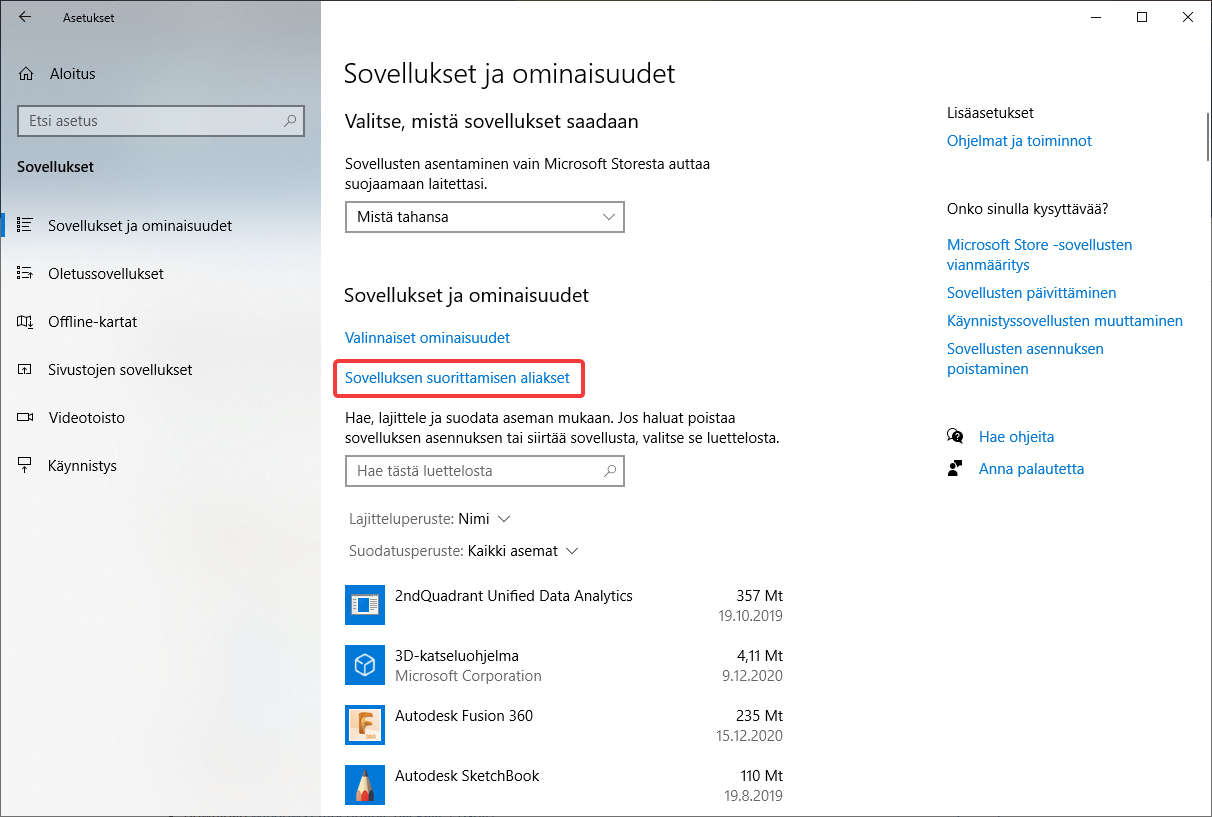 Asetukset
Aloitus
Etsi asetus
Sovellukset
Sovellukset ja ominaisuudet
Oletussovellukset
Offline-kartat
Sivustojen sovellukset
Videotoisto
Käynnistys
Sovellukset ja ominaisuudet
Valitse, mistä sovellukset saadaan
Sovellusten asentaminen vain Microsoft Storesta auttaa
suojaamaan laitettasi.
Mistä tahansa
Sovellukset ja ominaisuudet
Valinnaiset ominaisuudet
Sovelluksen suorittamisen aliakset
Hae, lajittele ja suodata aseman mukaan. Jos haluat poistaa
sovelluksen asennuksen tai siirtää sovellusta, valitse se luettelosta.
Hae tästä luettelosta
Lajitteluperuste: Nimi
Suodatusperuste: Kaikki asemat
2ndQuadrant Unified Data Analytics 357 Mt
19.10.2019
3D-katseluohjelma 4,11 Mt
Microsoft Corporation 9.12.2020
Autodesk Fusion 360 235 Mt
15.12.2020
Autodesk SketchBook 110 Mt
19.8.2019
Lisäasetukset
Ohjelmat ja toiminnot
Onko sinulla kysyttävää?
Microsoft Store -sovellusten
vianmääritys
Sovellusten päivittäminen
Käynnistyssovellusten muuttaminen
Sovellusten asennuksen
poistaminen
Hae ohjeita
Anna palautetta